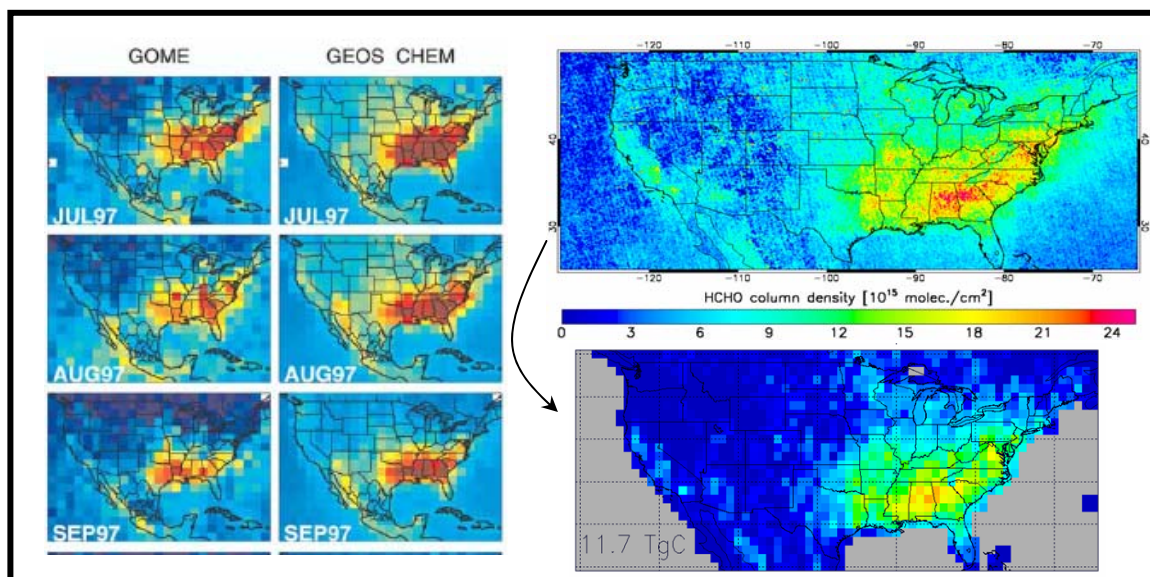 GOME
GEOS CHEM
JUL97
JUL97
AUG97
AUG97
SEP97
SEP97
-120 -110 -100 -90 -80 -70
40 40
30 30
-120 -110 -100 -90 -80 -70
HCHO column density [10¹⁵ molec./cm²]
0 3 6 9 12 15 18 21 24
11.7 TgC